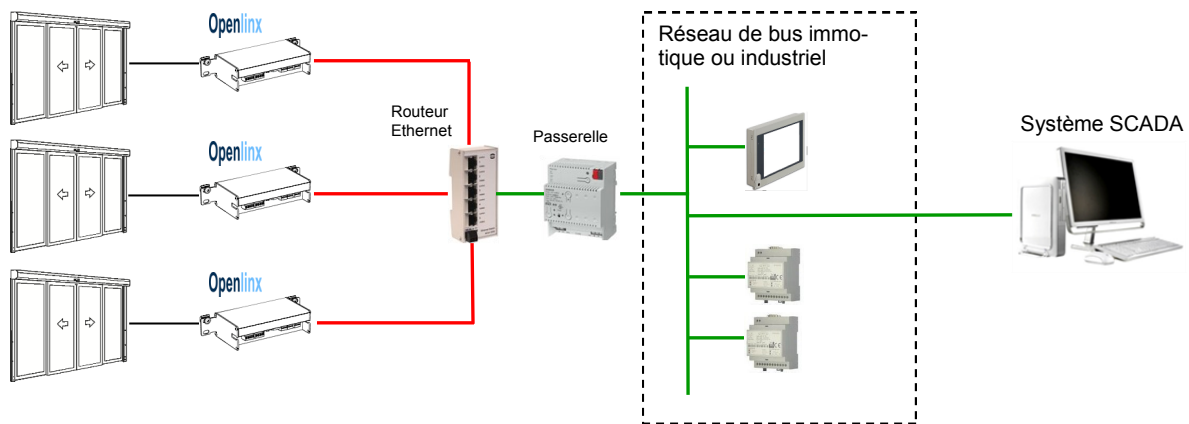 Openlinx
Réseau de bus immo-
tique ou industriel
Routeur
Ethernet
Passerelle
Système SCADA
Openlinx
Openlinx